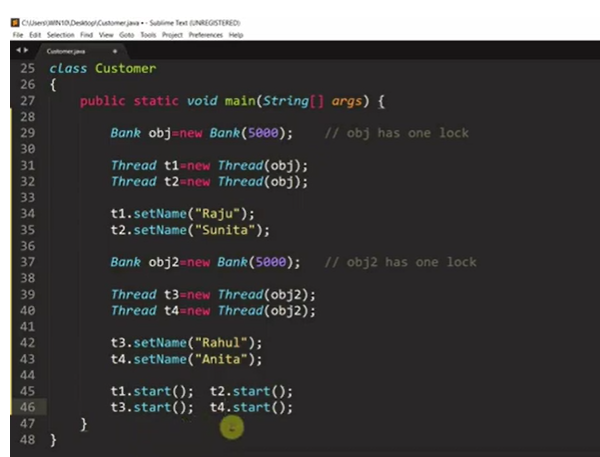 C:\Users\WIN10\Desktop\Customer.java • - Sublime Text (UNREGISTERED)
File Edit Selection Find View Goto Tools Project Preferences Help
Customer.java
25 class Customer
26 {
27 public static void main(String[] args) {
28
29 Bank obj=new Bank(5000); // obj has one lock
30
31 Thread t1=new Thread(obj);
32 Thread t2=new Thread(obj);
33
34 t1.setName("Raju");
35 t2.setName("Sunita");
36
37 Bank obj2=new Bank(5000); // obj2 has one lock
38
39 Thread t3=new Thread(obj2);
40 Thread t4=new Thread(obj2);
41
42 t3.setName("Rahul");
43 t4.setName("Anita");
44
45 t1.start(); t2.start();
46 t3.start(); t4.start();
47 }
48 }